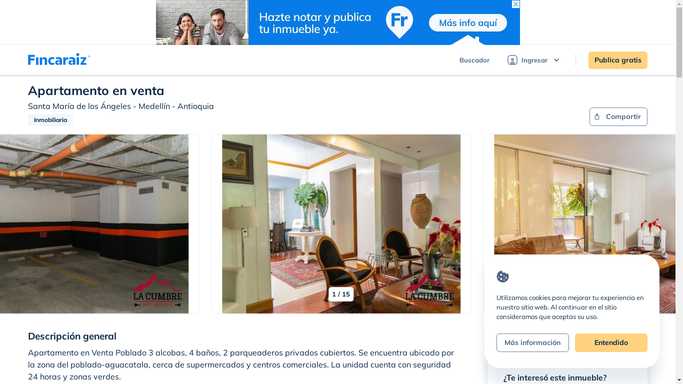 Hazte notar y publica
tu inmueble ya.
Fr
Más info aquí
Fincaraiz
Buscador
Ingresar
Publica gratis
Apartamento en venta
Santa María de los Ángeles - Medellín - Antioquia
Inmobiliaria
Compartir
LA CUMBRE
1 / 15
LA CUMBRE
Utilizamos cookies para mejorar tu experiencia en
nuestro sitio web. Al continuar en el sitio
consideramos que aceptas su uso.
Más información
Entendido
Descripción general
Apartamento en Venta Poblado 3 alcobas, 4 baños, 2 parqueaderos privados cubiertos. Se encuentra ubicado por
la zona del poblado-aguacatala, cerca de supermercados y centros comerciales. La unidad cuenta con seguridad
24 horas y zonas verdes.
¿Te interesó este inmueble?